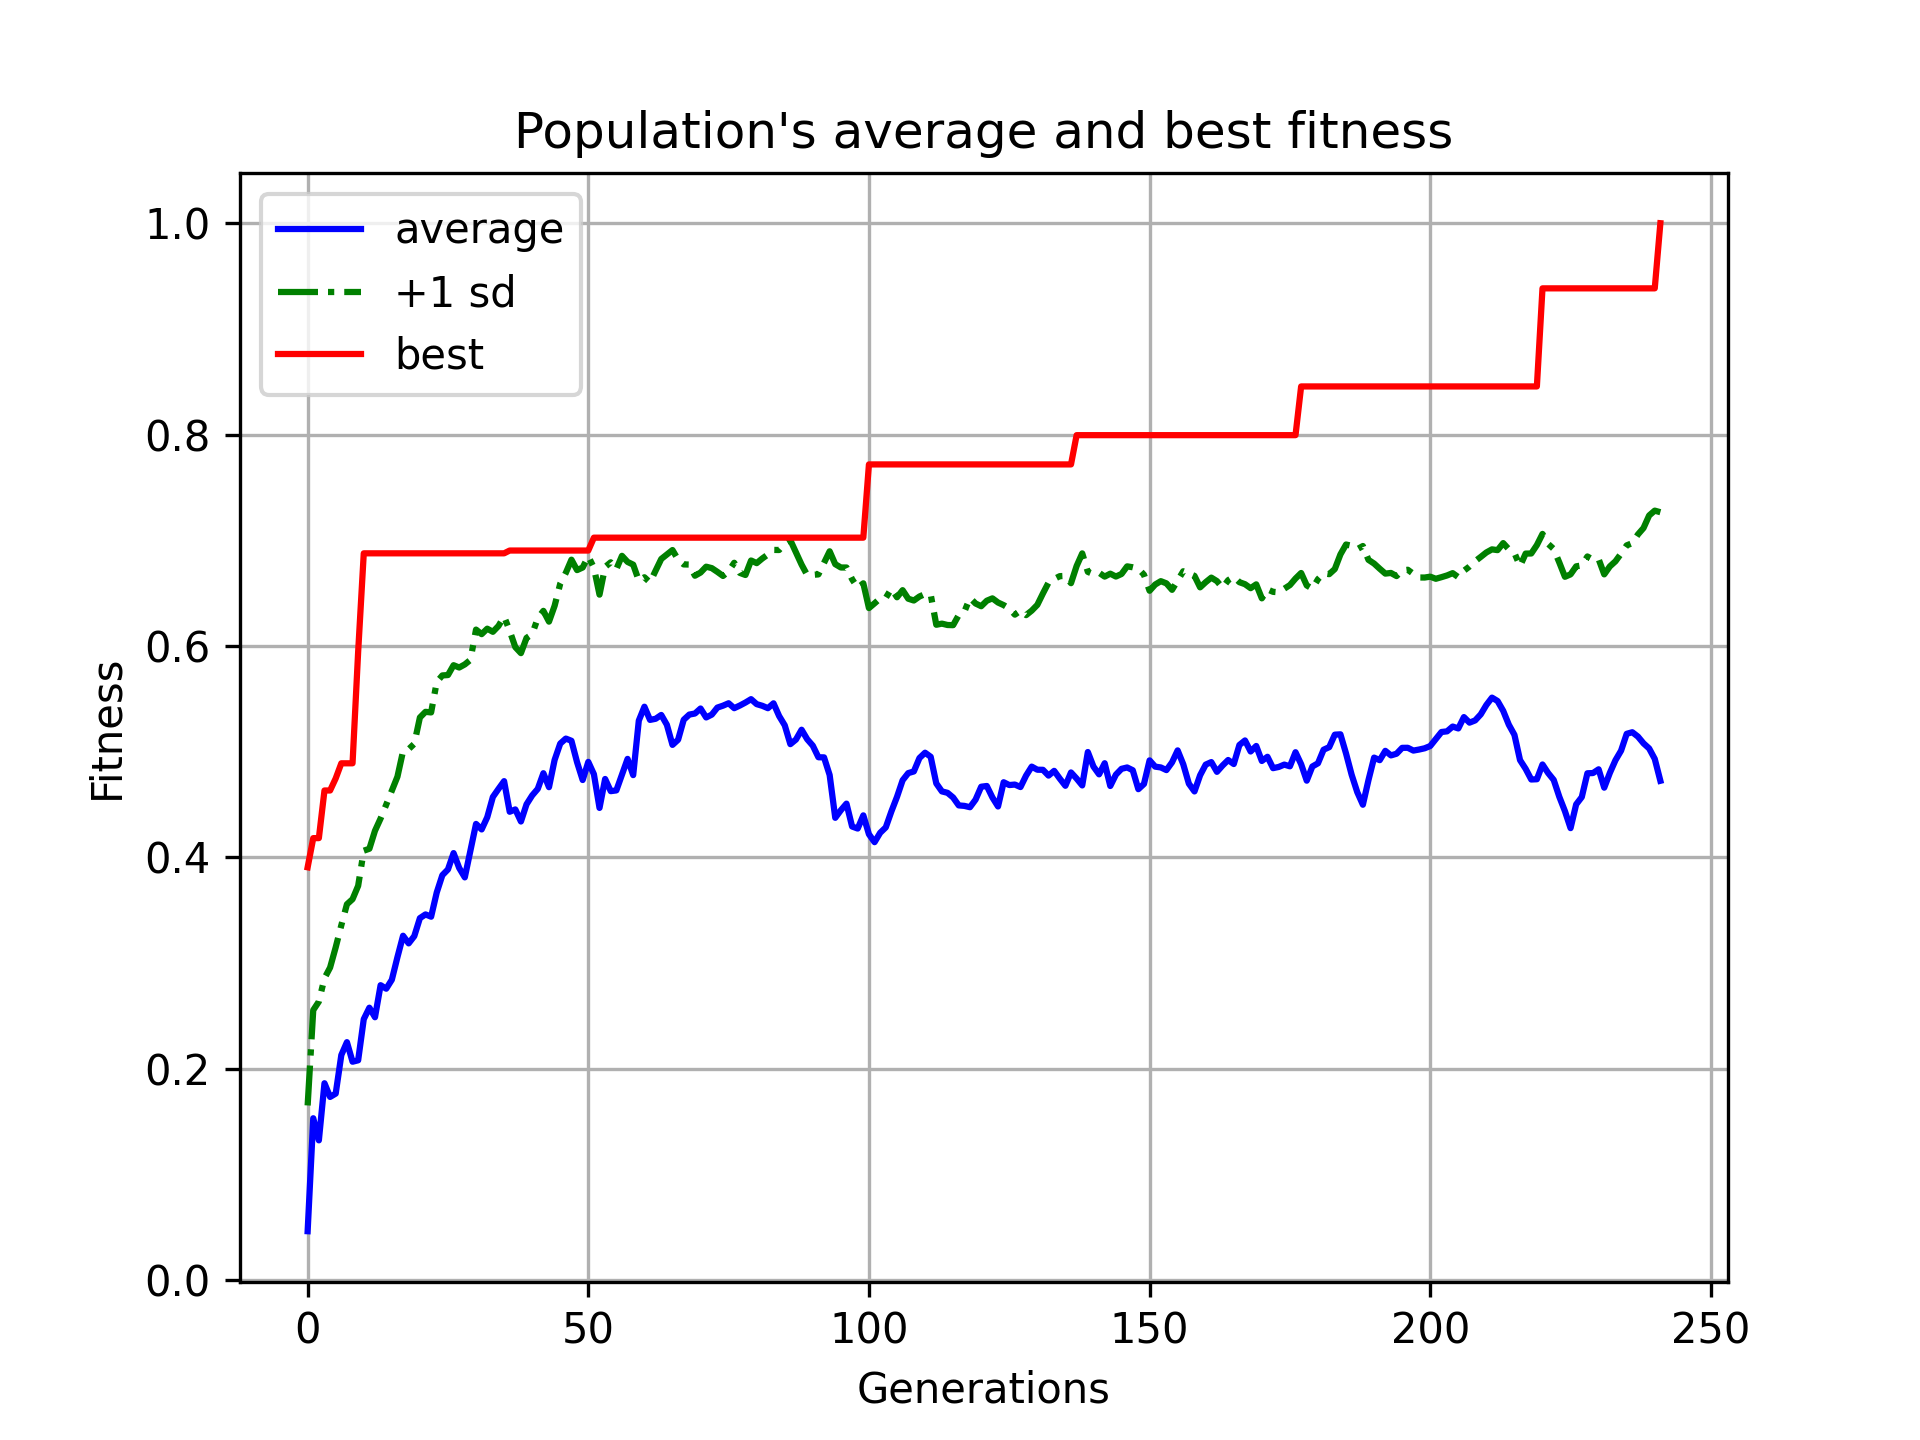 Population's average and best fitness
average
+1 sd
best
1.0
0.8
0.6
0.4
0.2
0.0
Fitness
0 50 100 150 200 250
Generations